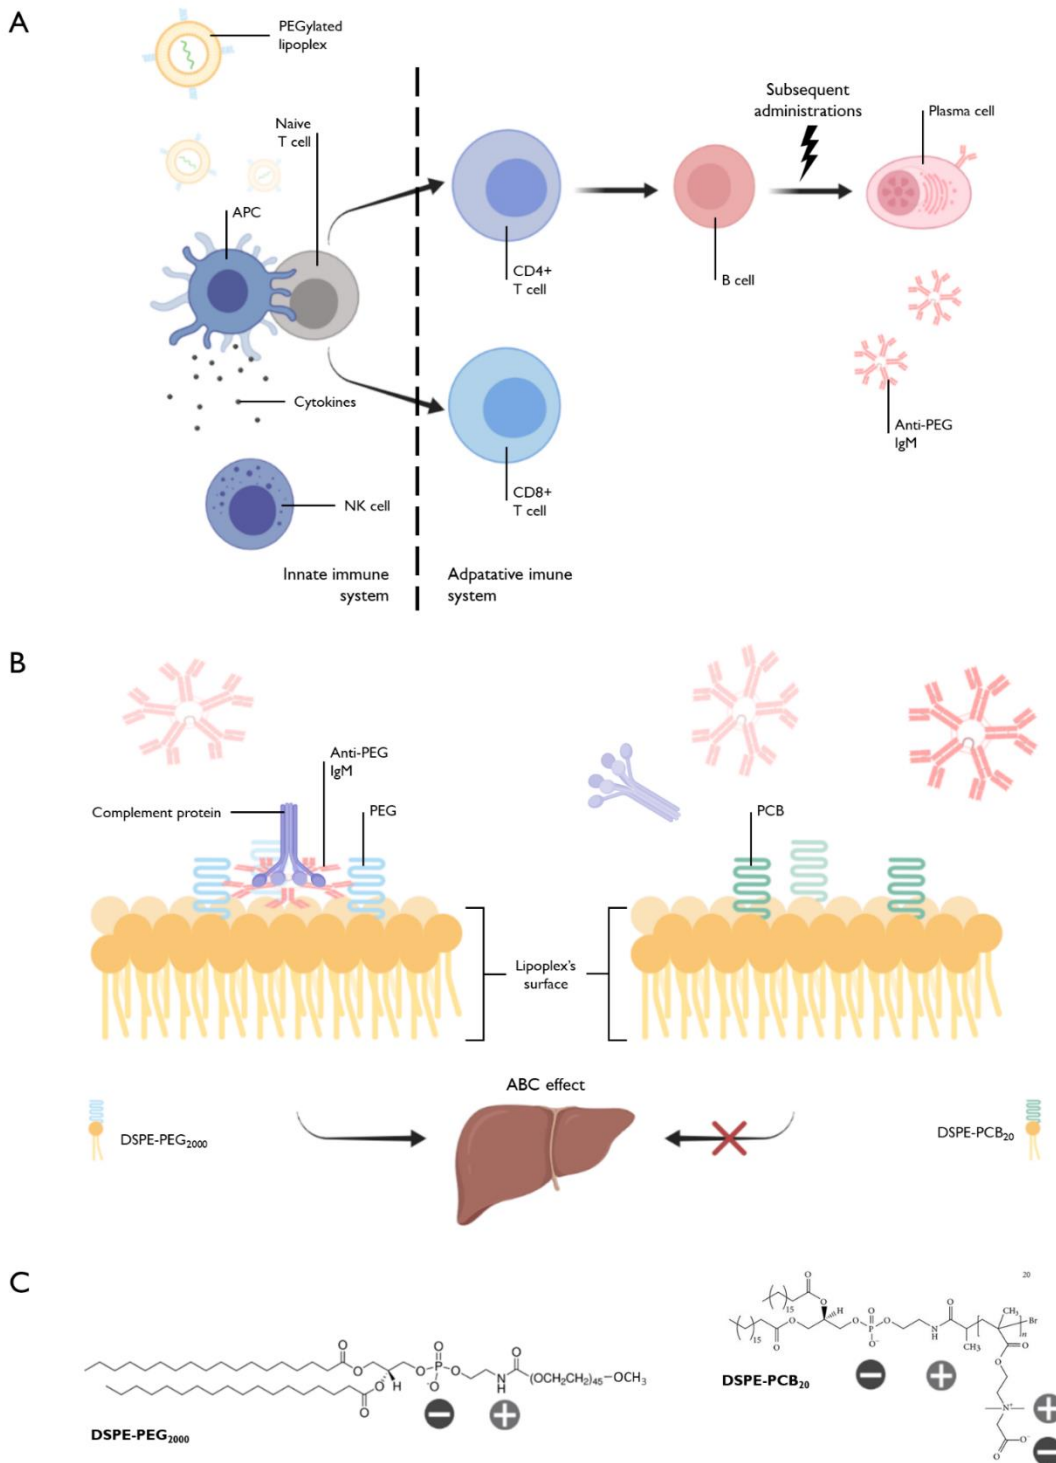 A
PEGylated
lipoplex
Naive
T cell
APC
Cytokines
NK cell
Innate immune
system
Adpatative imune
system
CD4+
T cell
CD8+
T cell
B cell
Subsequent
administrations
Plasma cell
Anti-PEG
IgM
B
Complement protein
Anti-PEG
IgM
PEG
PCB
Lipoplex's
surface
ABC effect
DSPE-PEG2000
DSPE-PCB20
C
O
O
O
O
H
O
P
O
-O
O
N
H
O
(OCH2CH2)45-OCH3
DSPE-PEG2000
20
O
15
O
H
O
15
O
O
P
O
O-
O
N
H
O
CH3
CH3
n
Br
O
O
N+
O
O-
DSPE-PCB20